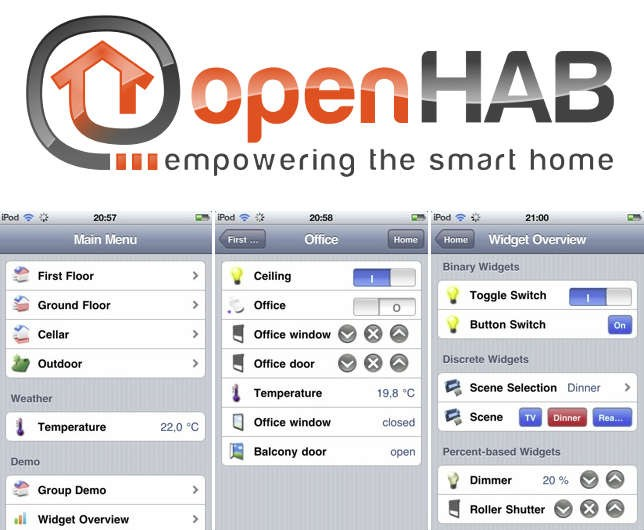 openHAB
empowering the smart home
iPod 20:57
Main Menu
First Floor
Ground Floor
Cellar
Outdoor
Weather
Temperature 22,0 °C
Demo
Group Demo
Widget Overview
iPod 20:58
First ... Office Home
Ceiling I
Office O
Office window
Office door
Temperature 19,8 °C
Office window closed
Balcony door open
iPod 21:00
Home Widget Overview
Binary Widgets
Toggle Switch I
Button Switch On
Discrete Widgets
Scene Selection Dinner
Scene TV Dinner Rea...
Percent-based Widgets
Dimmer 20 %
Roller Shutter